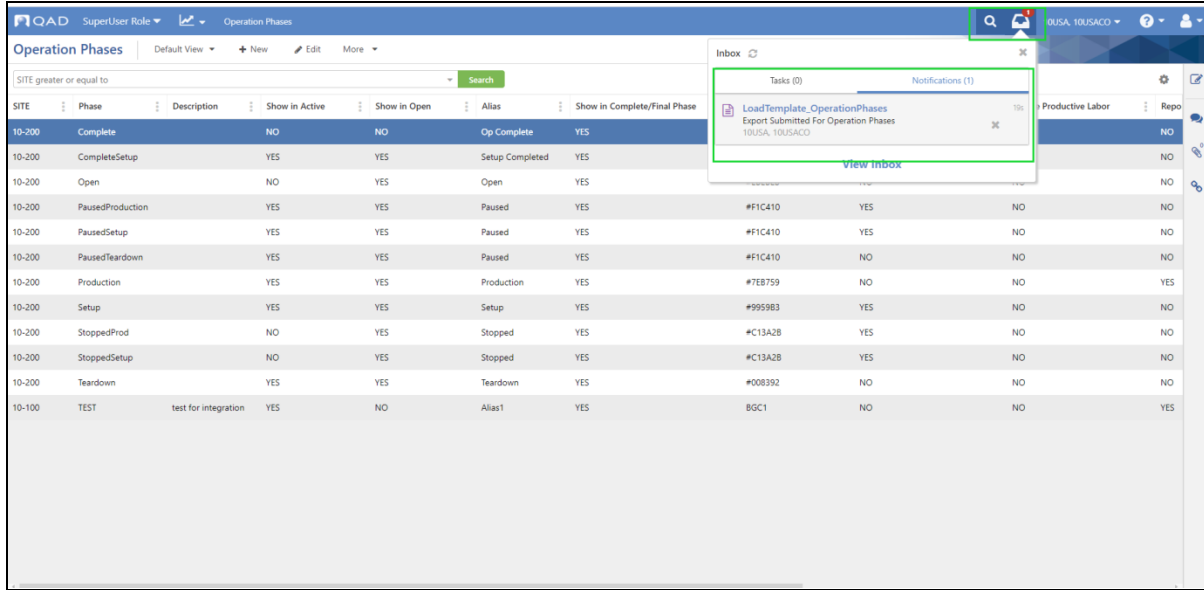 QAD SuperUser Role Operation Phases 1 10USA, 10USACO
Operation Phases Default View + New Edit More
Inbox
SITE greater or equal to Search
Tasks (0) Notifications (1)
SITE Phase Description Show in Active Show in Open Alias Show in Complete/Final Phase Productive Labor Repo
LoadTemplate_OperationPhases 19s
Export Submitted For Operation Phases
10USA, 10USACO
View Inbox
10-200 Complete NO NO Op Complete YES NO
10-200 CompleteSetup YES YES Setup Completed YES NO
10-200 Open NO YES Open YES NO
10-200 PausedProduction YES YES Paused YES #F1C410 YES NO NO
10-200 PausedSetup YES YES Paused YES #F1C410 YES NO NO
10-200 PausedTeardown YES YES Paused YES #F1C410 NO NO NO
10-200 Production YES YES Production YES #7EB759 NO NO YES
10-200 Setup YES YES Setup YES #9959B3 YES NO NO
10-200 StoppedProd NO YES Stopped YES #C13A2B YES NO NO
10-200 StoppedSetup NO YES Stopped YES #C13A2B YES NO NO
10-200 Teardown YES YES Teardown YES #008392 NO NO NO
10-100 TEST test for integration YES NO Alias1 YES BGC1 NO NO YES